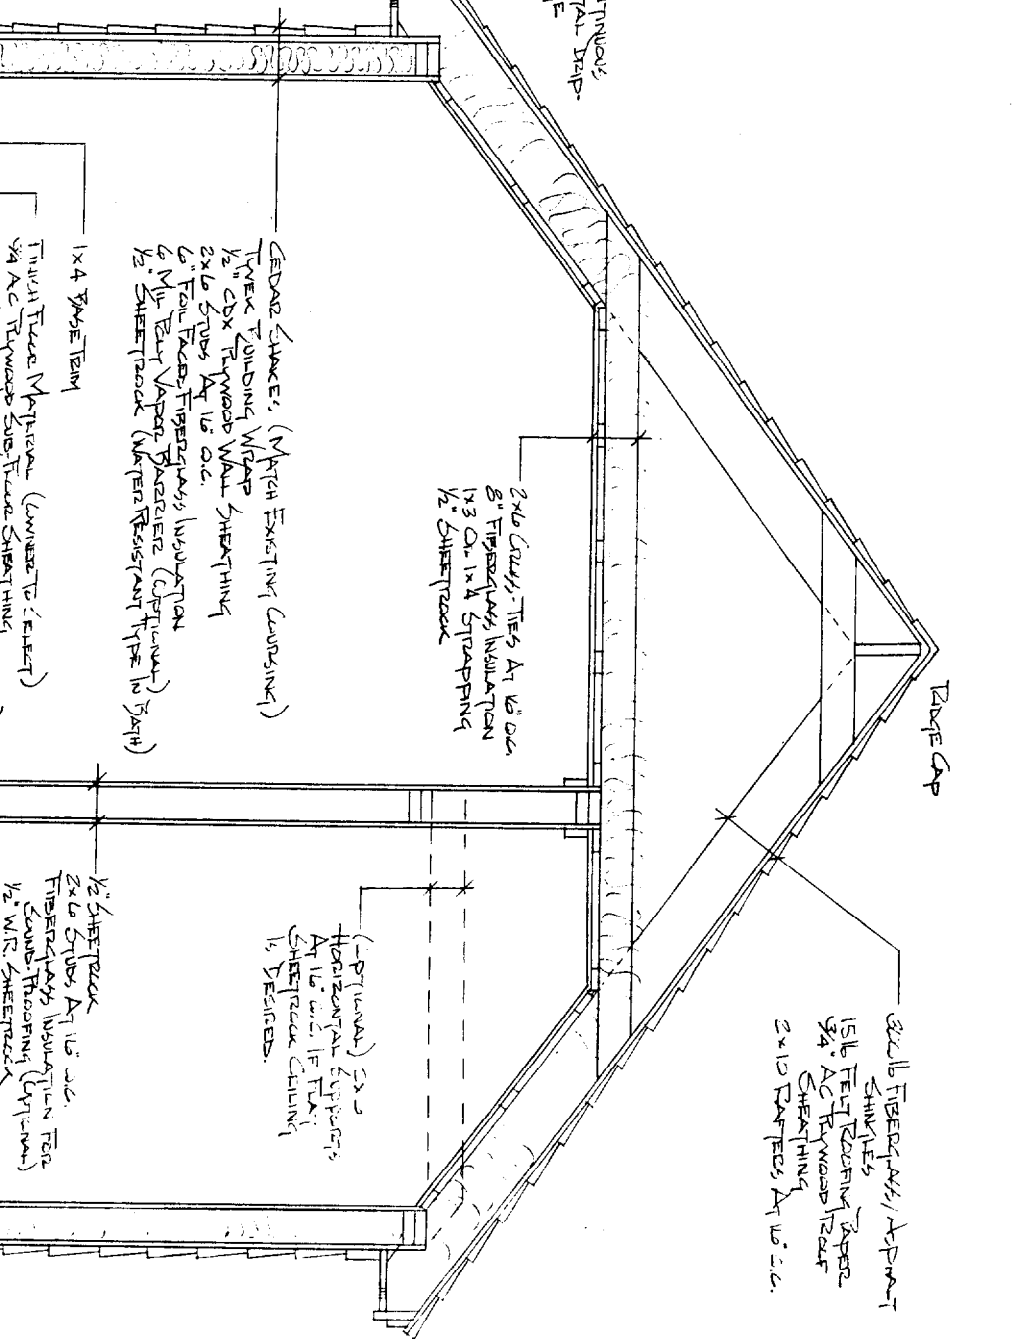 RIDGE CAP
FIBERGLASS/ASPHALT
SHINGLES
15lb FELT ROOFING PAPER
3/4" AC PLYWOOD ROOF
SHEATHING
2x10 RAFTERS AT 16" O.C.
TAL DRIP-
2x6 CROSS-TIES AT 16" O.C.
8" FIBERGLASS INSULATION
1x3 OR 1x4 STRAPPING
1/2" SHEETROCK
CEDAR SHAKES (MATCH EXISTING COURSING)
TYVEK BUILDING WRAP
1/2" CDX PLYWOOD WALL SHEATHING
2x6 STUDS AT 16" O.C.
6" FOIL FACED FIBERGLASS INSULATION
6 MIL POLY VAPOR BARRIER (OPTIONAL)
1/2" SHEETROCK (WATER RESISTANT TYPE IN BATH)
1x4 BASE TRIM
FINISH FLOOR MATERIAL (OWNER TO SELECT)
3/4 AC PLYWOOD SUB-FLOOR SHEATHING
(OPTIONAL)
HORIZONTAL SUPPORTS
AT 16" O.C. IF FLAT
SHEETROCK CEILING
IS DESIRED.
1/2" SHEETROCK
2x6 STUDS AT 16" O.C.
FIBERGLASS INSULATION FOR
SOUND-PROOFING (OPTIONAL)
1/2" W.R. SHEETROCK